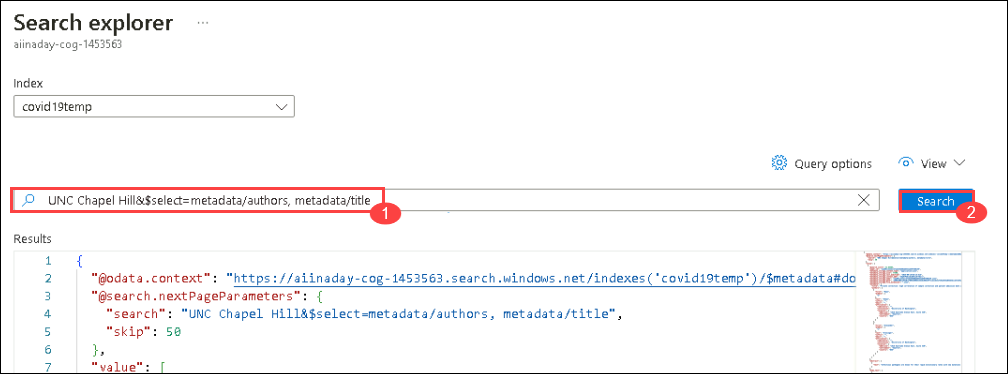 Search explorer ...
aiinaday-cog-1453563
Index
covid19temp
Query options View
UNC Chapel Hill&$select=metadata/authors, metadata/title Search
1 2
Results
1 {
2 "@odata.context": "https://aiinaday-cog-1453563.search.windows.net/indexes('covid19temp')/$metadata#do
3 "@search.nextPageParameters": {
4 "search": "UNC Chapel Hill&$select=metadata/authors, metadata/title",
5 "skip": 50
6 },
7 "value": [